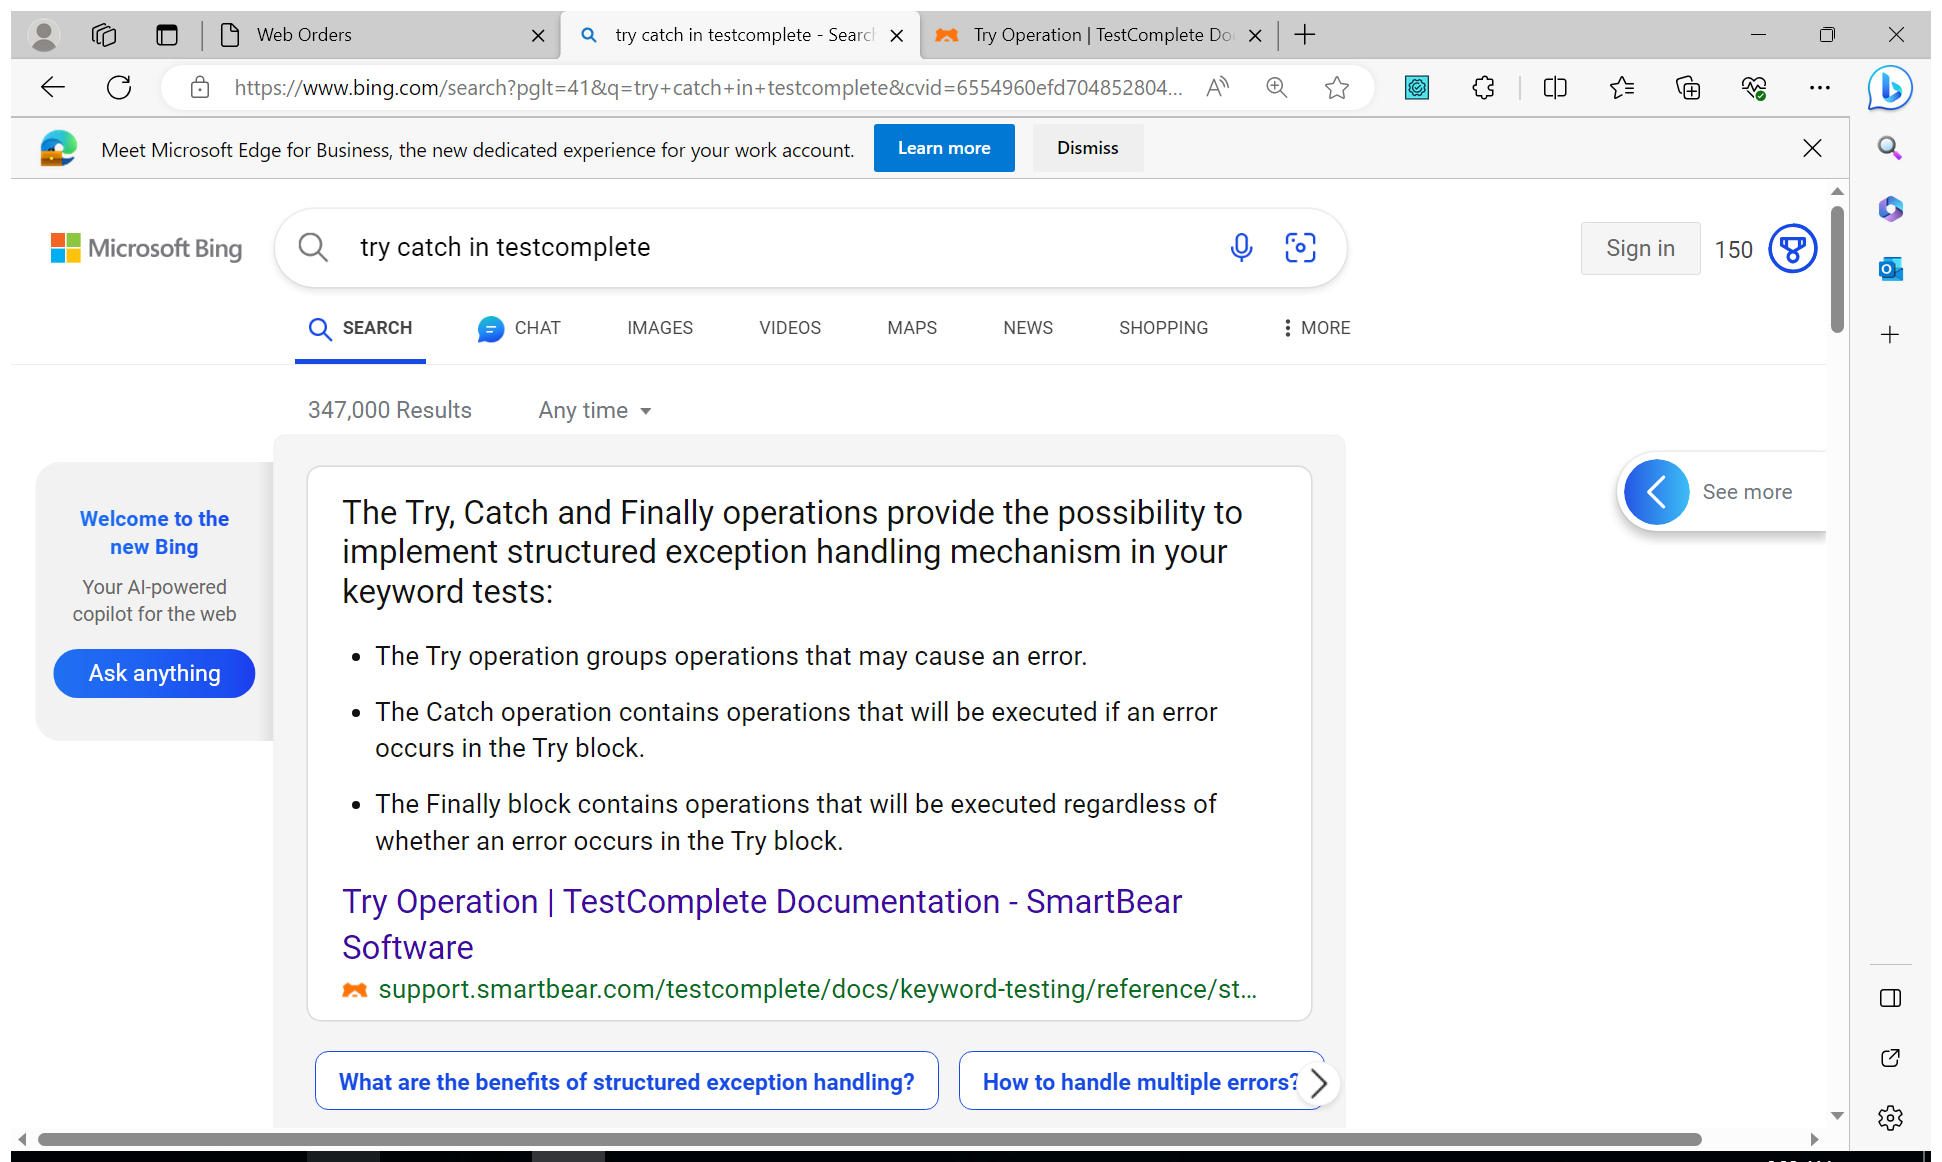 Web Orders
try catch in testcomplete - Searc
Try Operation | TestComplete Do
https://www.bing.com/search?pglt=41&q=try+catch+in+testcomplete&cvid=6554960efd704852804...
Meet Microsoft Edge for Business, the new dedicated experience for your work account.
Learn more
Dismiss
Microsoft Bing
try catch in testcomplete
Sign in
150
SEARCH
CHAT
IMAGES
VIDEOS
MAPS
NEWS
SHOPPING
MORE
347,000 Results
Any time
Welcome to the
new Bing
Your AI-powered
copilot for the web
Ask anything
See more
The Try, Catch and Finally operations provide the possibility to
implement structured exception handling mechanism in your
keyword tests:
• The Try operation groups operations that may cause an error.
• The Catch operation contains operations that will be executed if an error
occurs in the Try block.
• The Finally block contains operations that will be executed regardless of
whether an error occurs in the Try block.
Try Operation | TestComplete Documentation - SmartBear
Software
support.smartbear.com/testcomplete/docs/keyword-testing/reference/st...
What are the benefits of structured exception handling?
How to handle multiple errors?